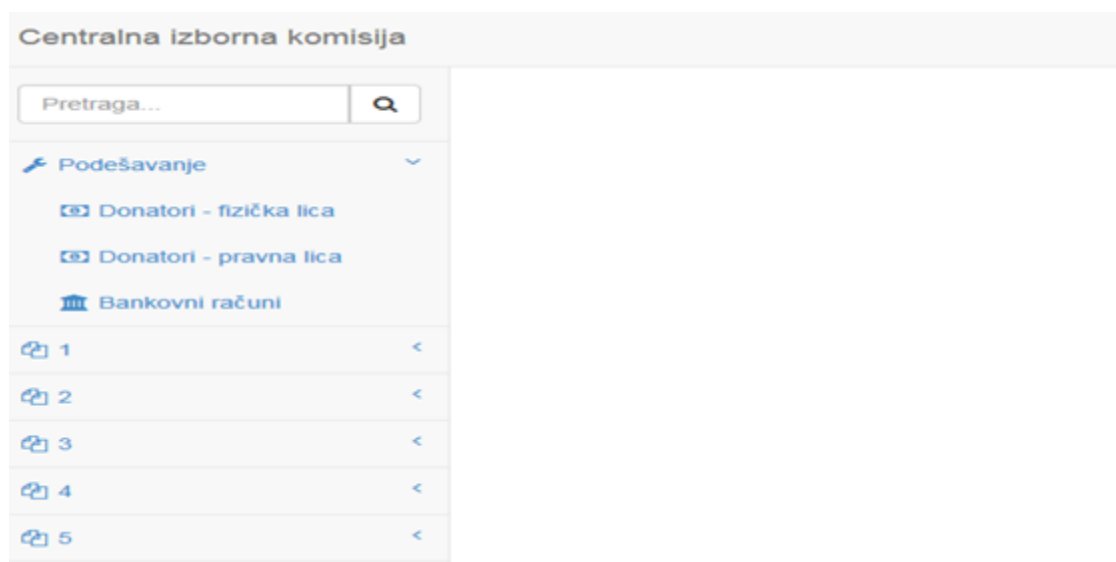 Centralna izborna komisija
Pretraga...
Podešavanje
Donatori - fizička lica
Donatori - pravna lica
Bankovni računi
1
2
3
4
5